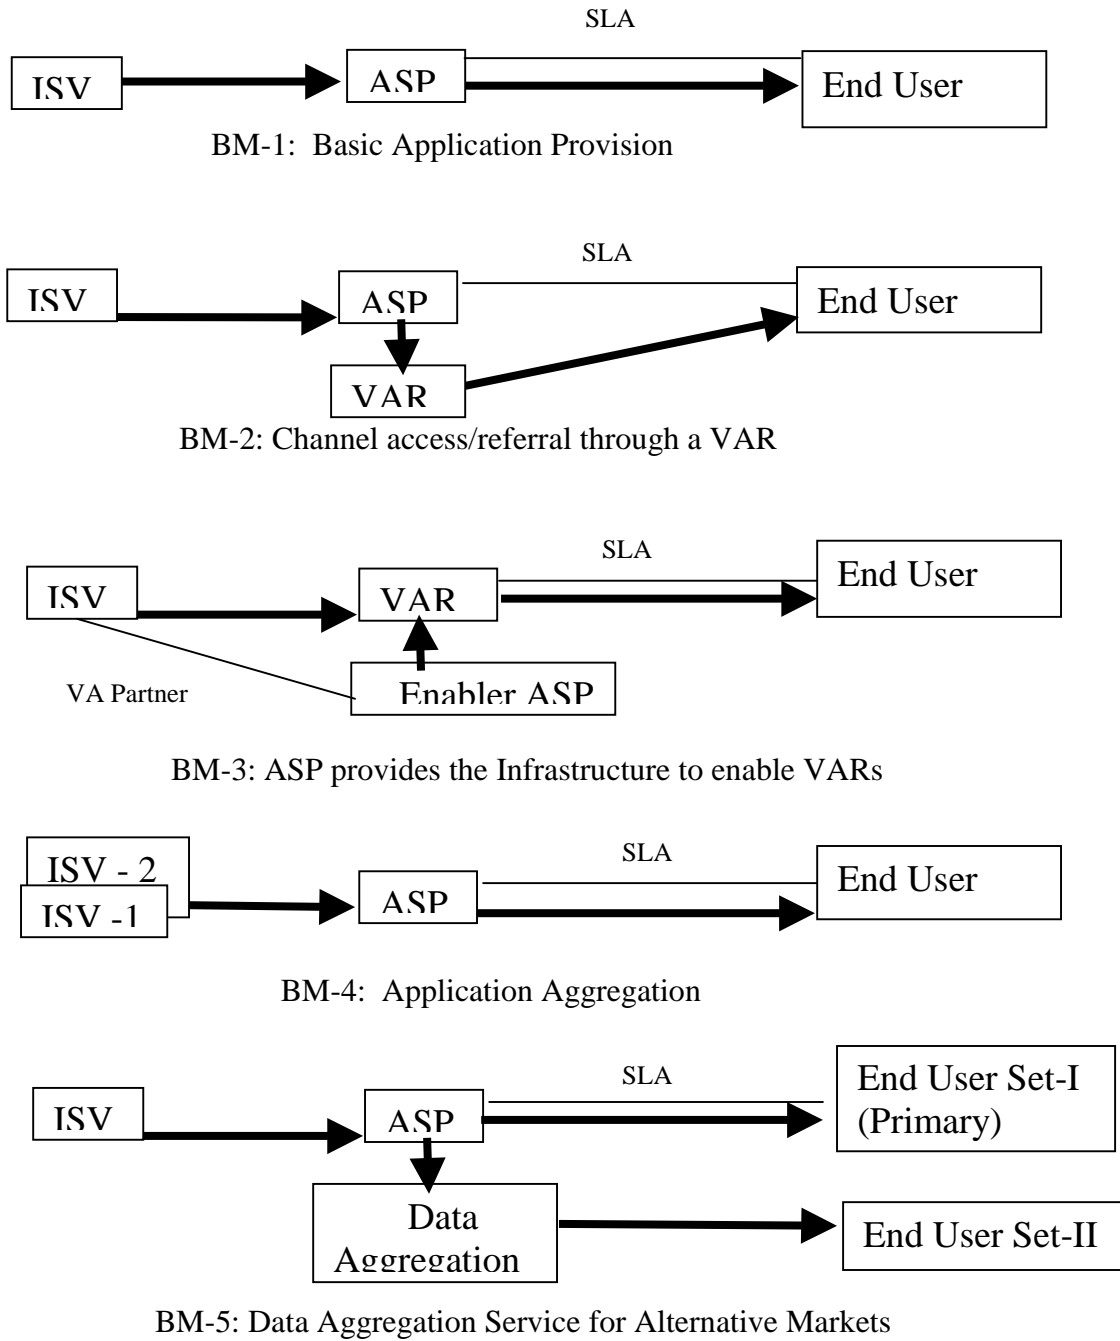 SLA
ISV
ASP
End User
BM-1: Basic Application Provision
SLA
ISV
ASP
End User
VAR
BM-2: Channel access/referral through a VAR
SLA
End User
ISV
VAR
VA Partner
Enabler ASP
BM-3: ASP provides the Infrastructure to enable VARs
SLA
ISV - 2
End User
ISV -1
ASP
BM-4: Application Aggregation
SLA
End User Set-I
(Primary)
ISV
ASP
Data
Aggregation
End User Set-II
BM-5: Data Aggregation Service for Alternative Markets